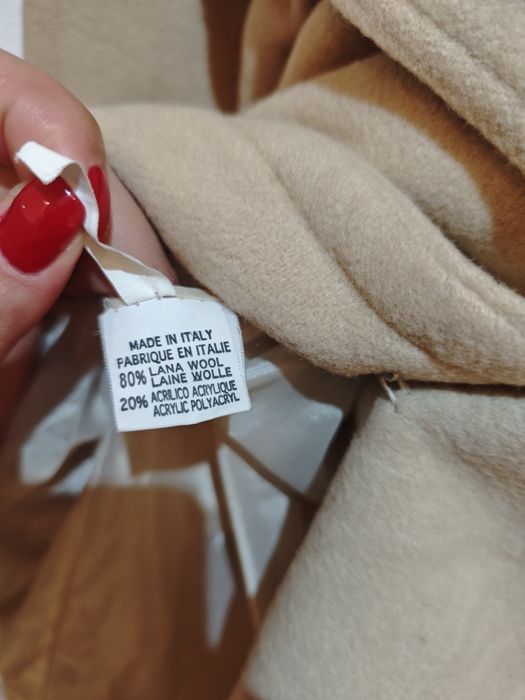 MADE IN ITALY
FABRIQUE EN ITALIE
80% LANA WOOL
LAINE WOLLE
20% ACRILICO ACRYLIQUE
ACRYLIC POLYACRYL